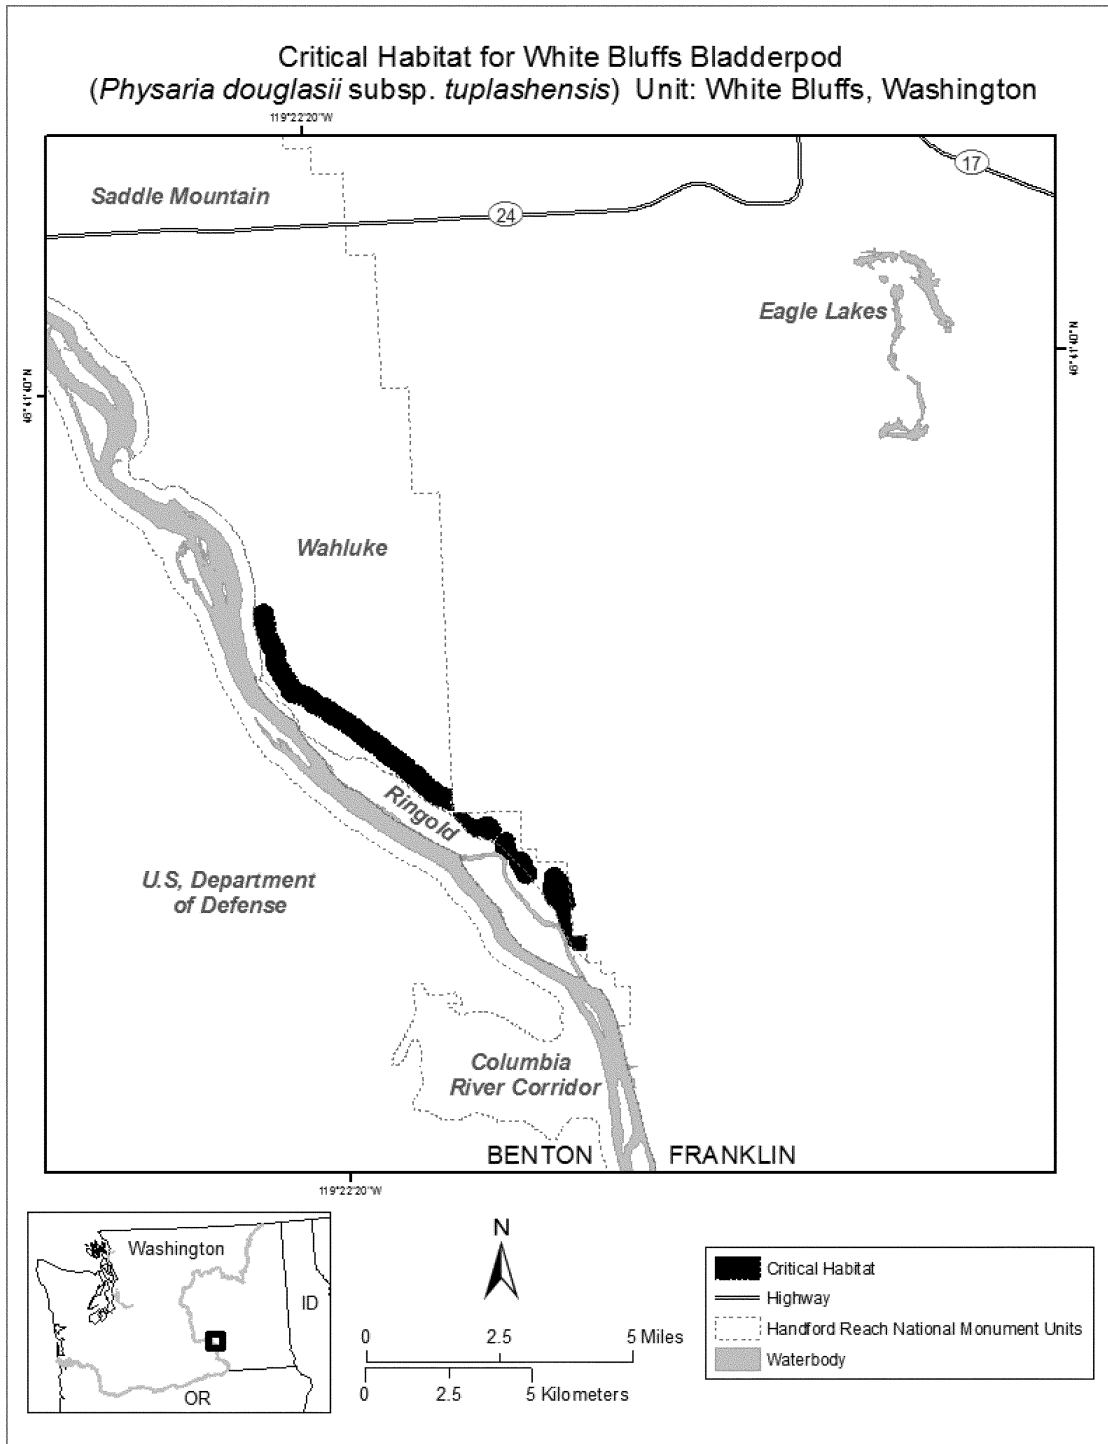 Critical Habitat for White Bluffs Bladderpod
(Physaria douglasii subsp. tuplashensis) Unit: White Bluffs, Washington
119°22'20"W
17
Saddle Mountain
24
Eagle Lakes
46°41'40"N
46°41'40"N
Wahluke
Ringold
U.S, Department
of Defense
Columbia
River Corridor
BENTON
FRANKLIN
119°22'20"W
Washington
ID
OR
N
0 2.5 5 Miles
0 2.5 5 Kilometers
Critical Habitat
Highway
Handford Reach National Monument Units
Waterbody